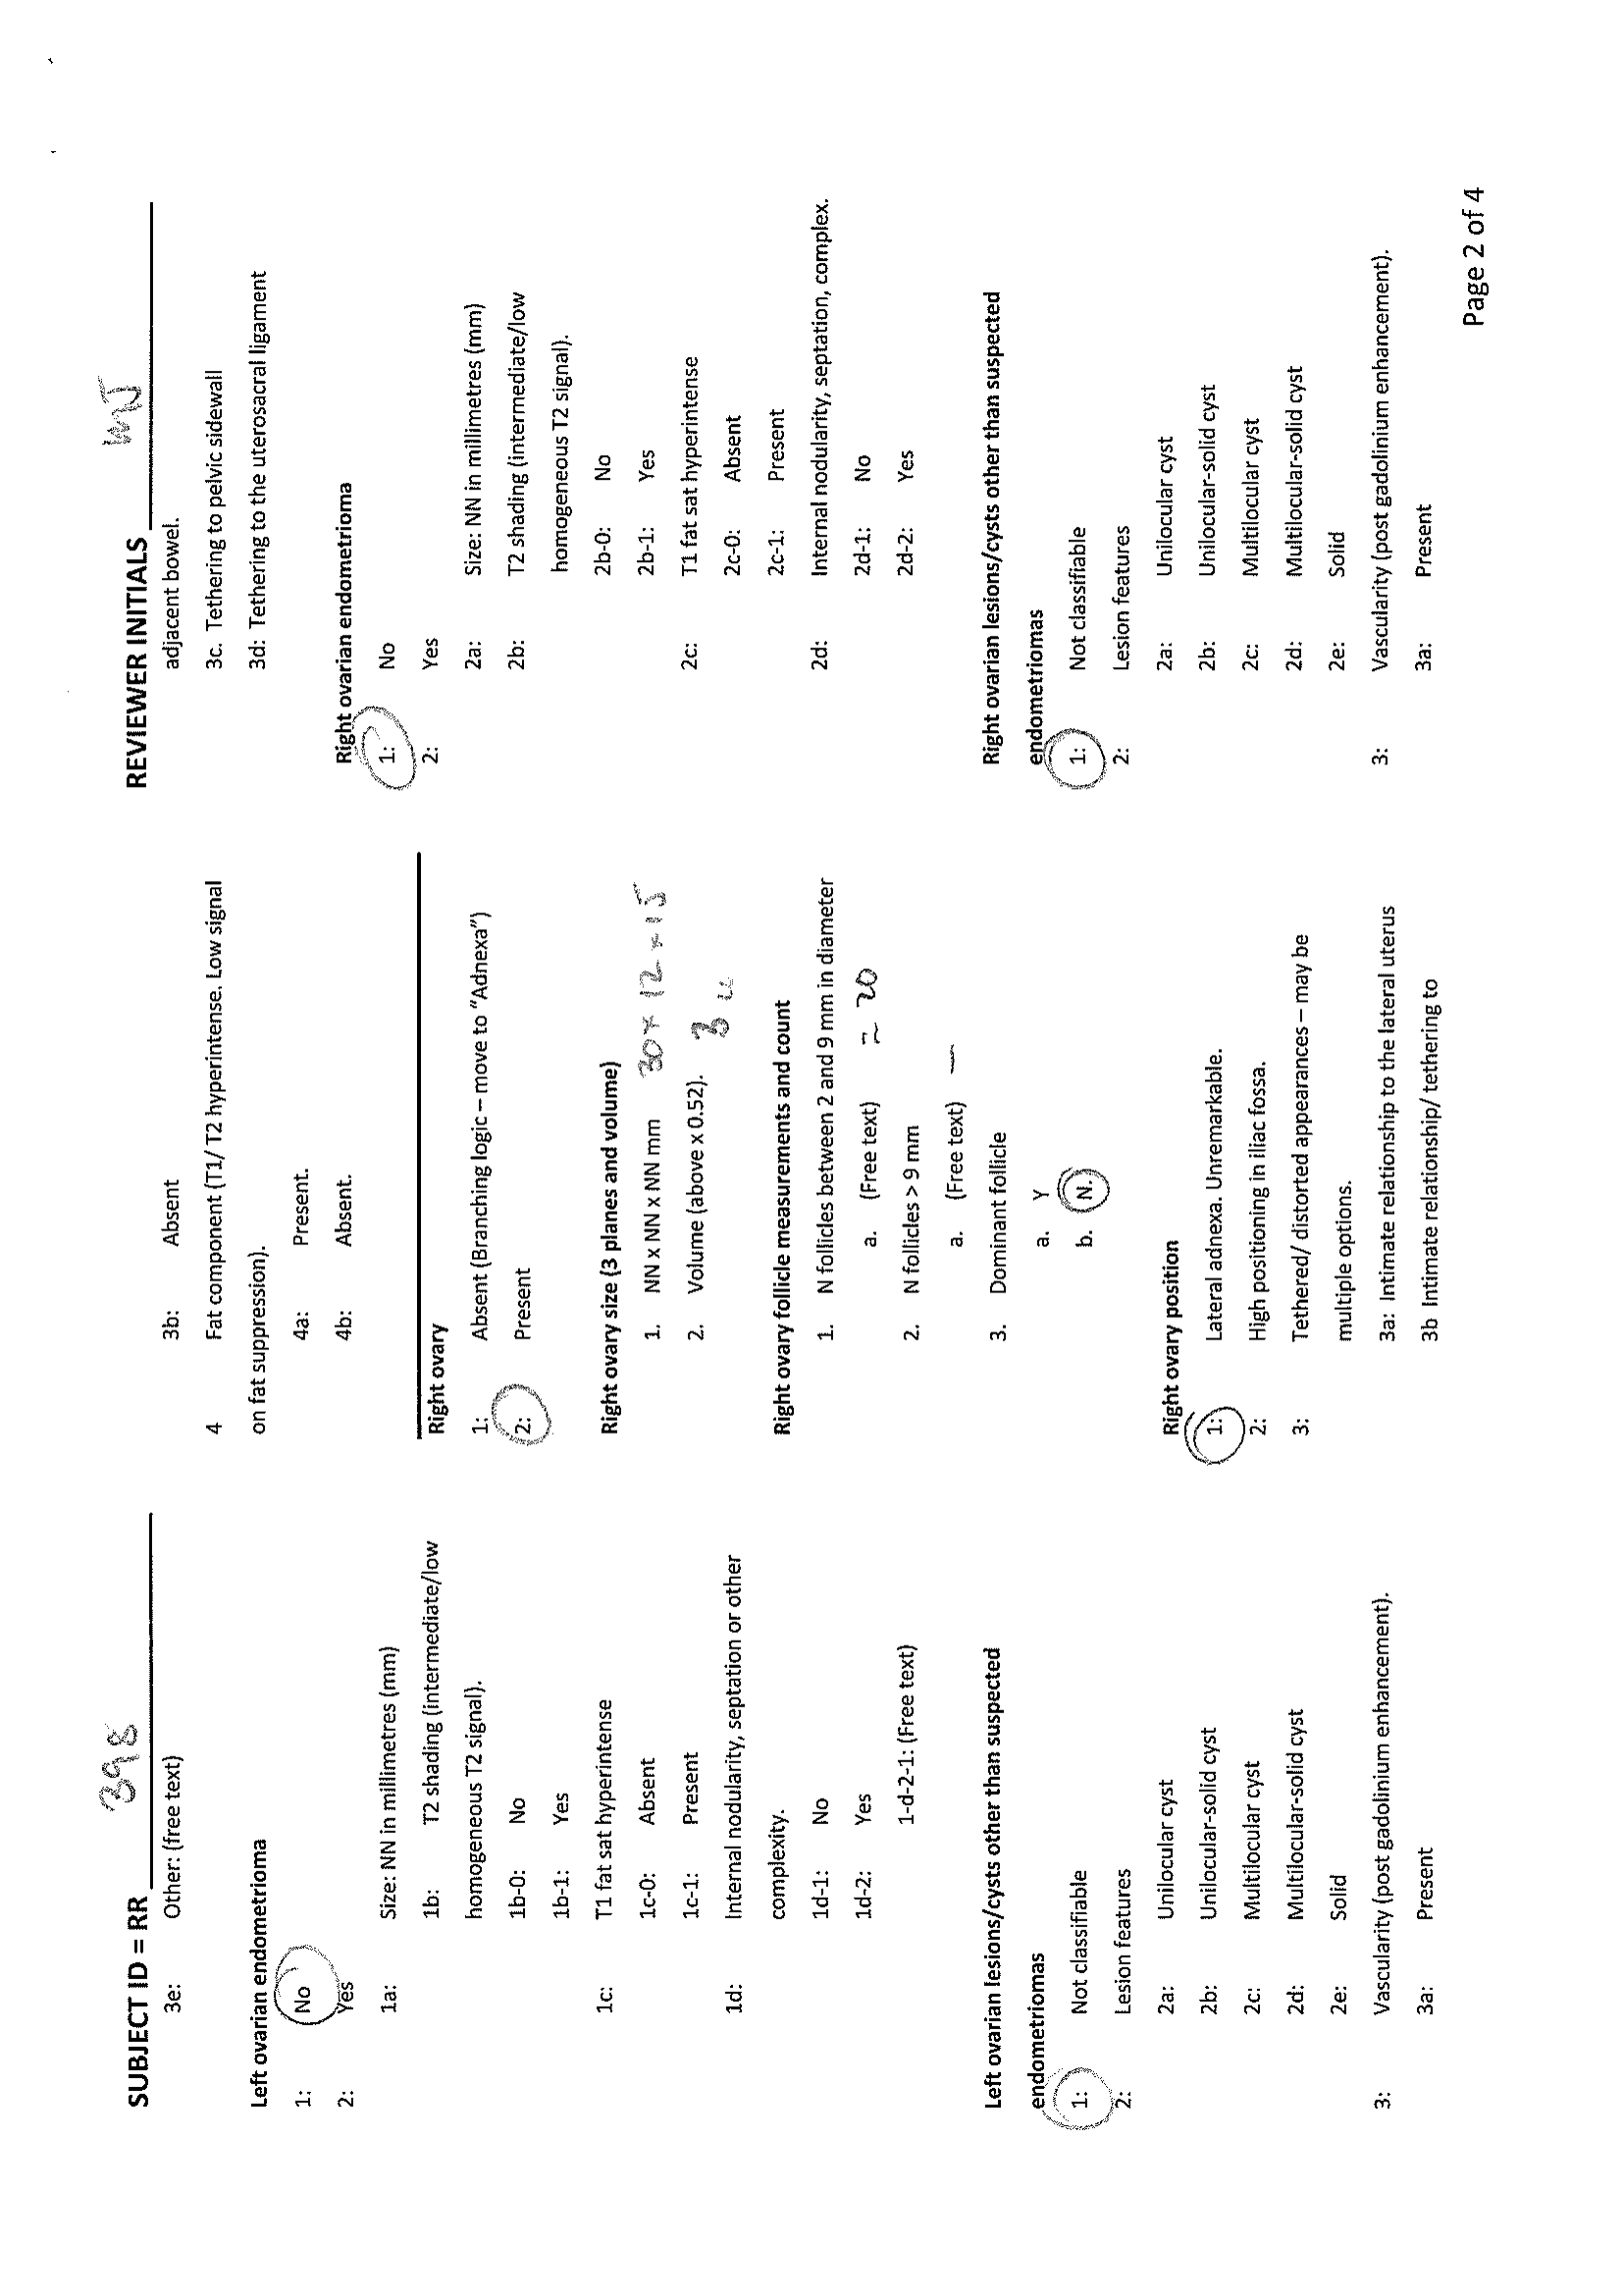 SUBJECT ID = RR 398
3e: Other: (free text)
Left ovarian endometrioma
1: No
2: Yes
1a: Size: NN in millimetres (mm)
1b: T2 shading (intermediate/low
homogeneous T2 signal).
1b-0: No
1b-1: Yes
1c: T1 fat sat hyperintense
1c-0: Absent
1c-1: Present
1d: Internal nodularity, septation or other
complexity.
1d-1: No
1d-2: Yes
1-d-2-1: (Free text)
Left ovarian lesions/cysts other than suspected
endometriomas
1: Not classifiable
2: Lesion features
2a: Unilocular cyst
2b: Unilocular-solid cyst
2c: Multilocular cyst
2d: Multilocular-solid cyst
2e: Solid
3: Vascularity (post gadolinium enhancement).
3a: Present
3b: Absent
4 Fat component (T1/ T2 hyperintense. Low signal
on fat suppression).
4a: Present.
4b: Absent.
Right ovary
1: Absent (Branching logic – move to "Adnexa")
2: Present
Right ovary size (3 planes and volume)
1. NN x NN x NN mm 30 x 12 x 15
2. Volume (above x 0.52). 3 cc
Right ovary follicle measurements and count
1. N follicles between 2 and 9 mm in diameter
a. (Free text) ≈ 20
2. N follicles > 9 mm
a. (Free text) —
3. Dominant follicle
a. Y
b. N.
Right ovary position
1: Lateral adnexa. Unremarkable.
2: High positioning in iliac fossa.
3: Tethered/ distorted appearances – may be
multiple options.
3a: Intimate relationship to the lateral uterus
3b Intimate relationship/ tethering to
REVIEWER INITIALS
adjacent bowel.
3c. Tethering to pelvic sidewall
3d: Tethering to the uterosacral ligament
Right ovarian endometrioma
1: No
2: Yes
2a: Size: NN in millimetres (mm)
2b: T2 shading (intermediate/low
homogeneous T2 signal).
2b-0: No
2b-1: Yes
2c: T1 fat sat hyperintense
2c-0: Absent
2c-1: Present
2d: Internal nodularity, septation, complex.
2d-1: No
2d-2: Yes
Right ovarian lesions/cysts other than suspected
endometriomas
1: Not classifiable
2: Lesion features
2a: Unilocular cyst
2b: Unilocular-solid cyst
2c: Multilocular cyst
2d: Multilocular-solid cyst
2e: Solid
3: Vascularity (post gadolinium enhancement).
3a: Present
Page 2 of 4